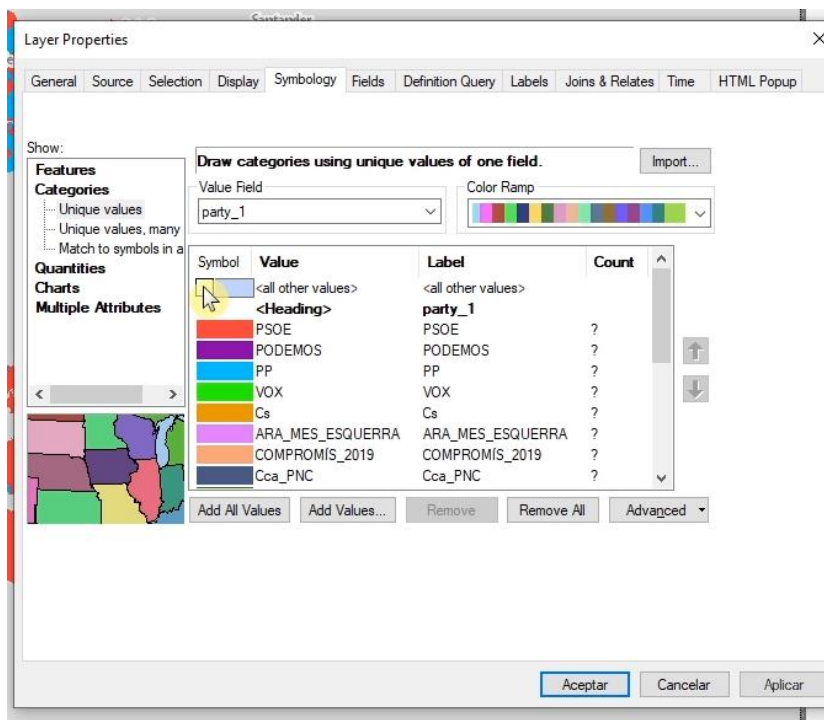 Santander
Layer Properties
General Source Selection Display Symbology Fields Definition Query Labels Joins & Relates Time HTML Popup
Show:
Features
Categories
Unique values
Unique values, many
Match to symbols in a
Quantities
Charts
Multiple Attributes
Draw categories using unique values of one field.
Import...
Value Field
party_1
Color Ramp
Symbol Value Label Count
<all other values> <all other values>
<Heading> party_1
PSOE PSOE ?
PODEMOS PODEMOS ?
PP PP ?
VOX VOX ?
Cs Cs ?
ARA_MES_ESQUERRA ARA_MES_ESQUERRA ?
COMPROMÍS_2019 COMPROMÍS_2019 ?
Cca_PNC Cca_PNC ?
Add All Values Add Values... Remove Remove All Advanced
Aceptar Cancelar Aplicar